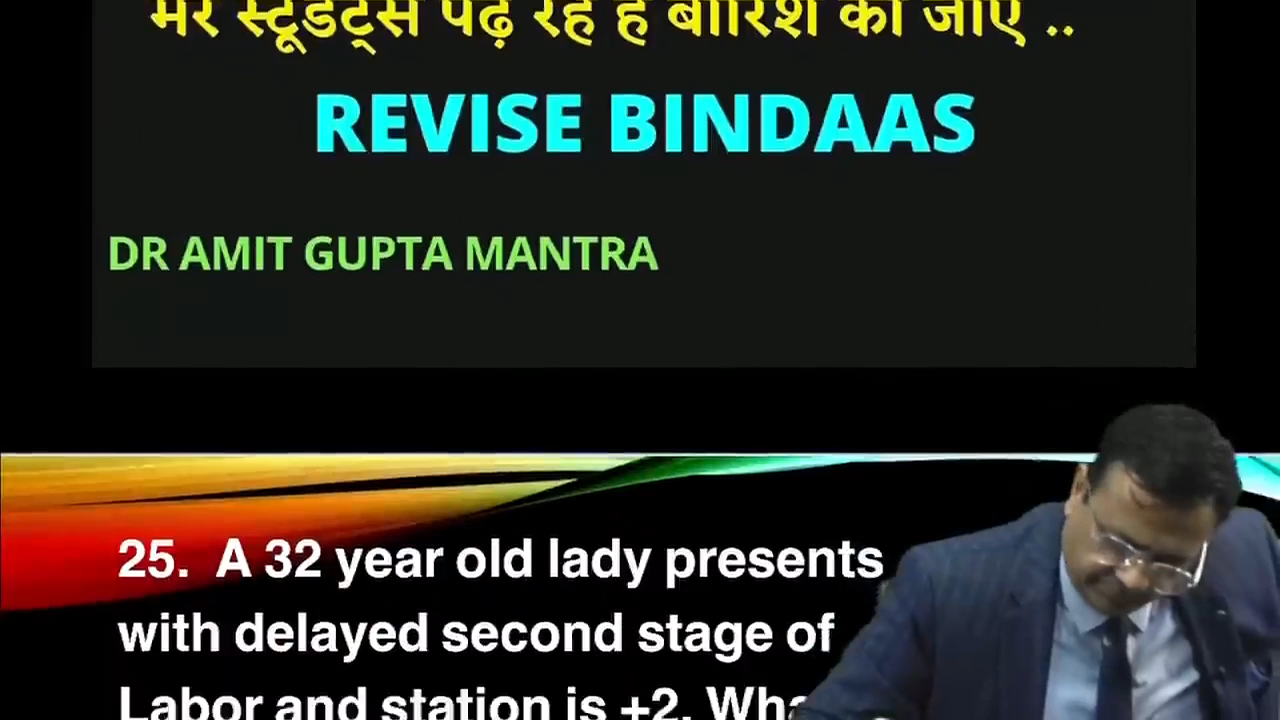 मेरे स्टूडेंट्स पढ़ रहे हैं बारिश की जाए ..
REVISE BINDAAS
DR AMIT GUPTA MANTRA
25. A 32 year old lady presents
with delayed second stage of
Labor and station is +2.